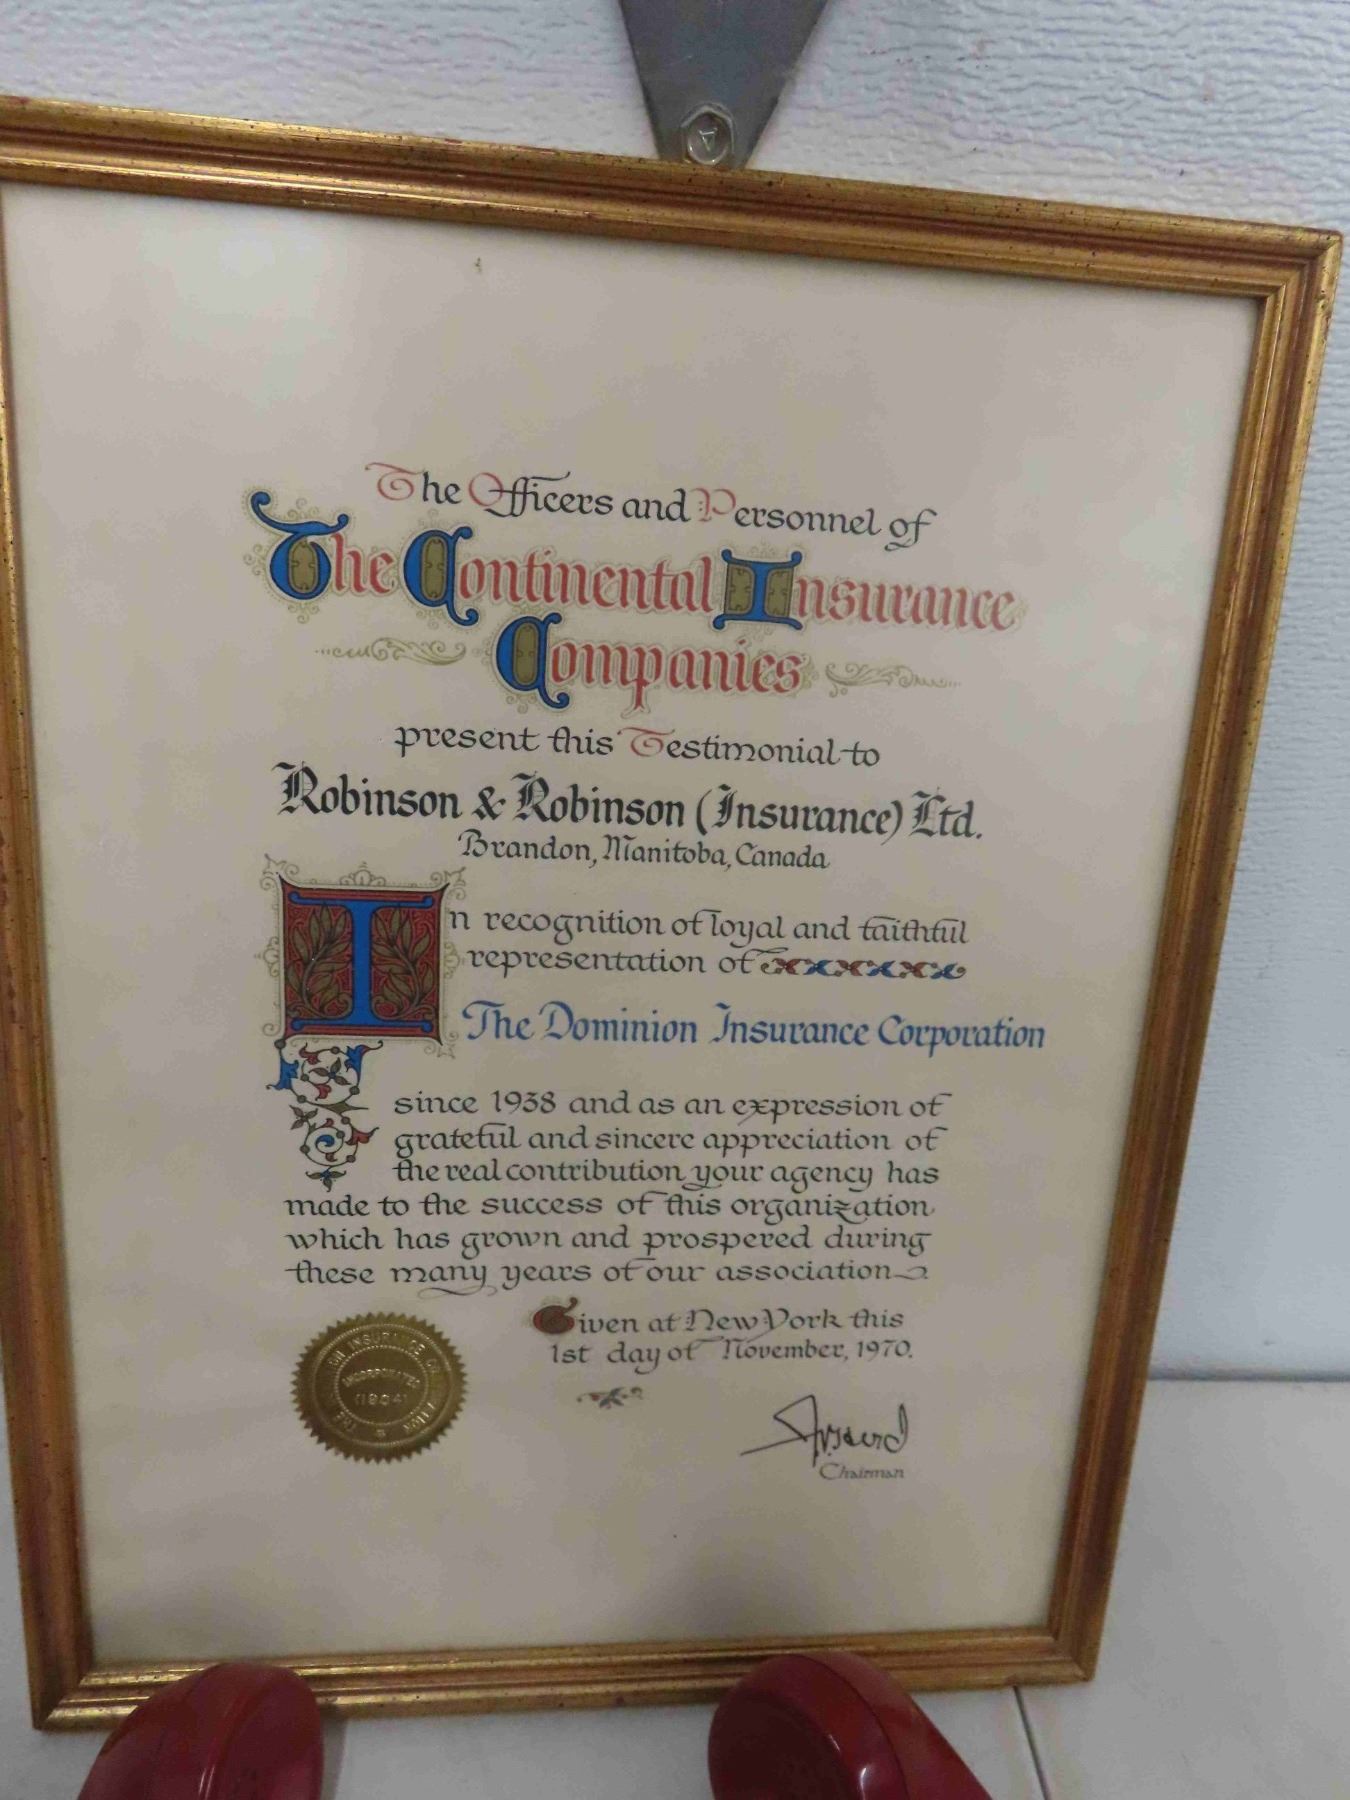 The Officers and Personnel of
The Continental Insurance
Companies
present this Testimonial to
Robinson & Robinson (Insurance) Ltd.
Brandon, Manitoba, Canada
In recognition of loyal and faithful
representation of
The Dominion Insurance Corporation
since 1938 and as an expression of
grateful and sincere appreciation of
the real contribution your agency has
made to the success of this organization
which has grown and prospered during
these many years of our association
Given at New York this
1st day of November, 1970.
Chairman
INSURANCE
INCORPORATED
1904